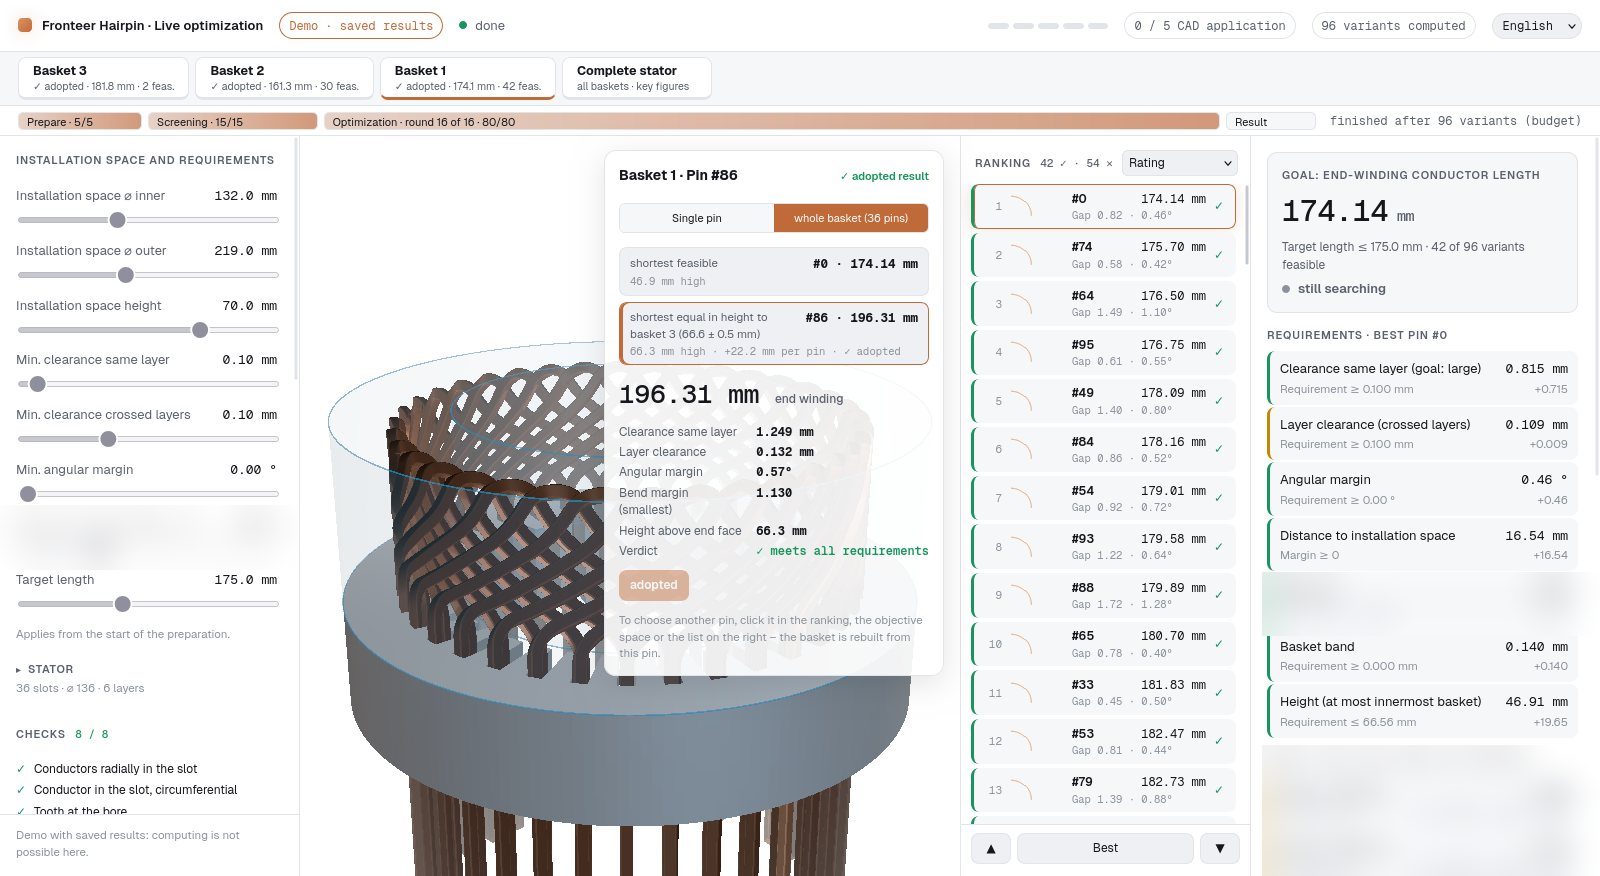 Fronteer Hairpin · Live optimization
Demo · saved results
done
0 / 5 CAD application
96 variants computed
English
Basket 3
✓ adopted · 181.8 mm · 2 feas.
Basket 2
✓ adopted · 161.3 mm · 30 feas.
Basket 1
✓ adopted · 174.1 mm · 42 feas.
Complete stator
all baskets · key figures
Prepare · 5/5
Screening · 15/15
Optimization · round 16 of 16 · 80/80
Result
finished after 96 variants (budget)
INSTALLATION SPACE AND REQUIREMENTS
Installation space ⌀ inner 132.0 mm
Installation space ⌀ outer 219.0 mm
Installation space height 70.0 mm
Min. clearance same layer 0.10 mm
Min. clearance crossed layers 0.10 mm
Min. angular margin 0.00 °
Target length 175.0 mm
Applies from the start of the preparation.
▸ STATOR
36 slots · ⌀ 136 · 6 layers
CHECKS 8 / 8
✓ Conductors radially in the slot
✓ Conductor in the slot, circumferential
✓ Tooth at the bore
Demo with saved results: computing is not
possible here.
Basket 1 · Pin #86
✓ adopted result
Single pin
whole basket (36 pins)
shortest feasible #0 · 174.14 mm
46.9 mm high
shortest equal in height to #86 · 196.31 mm
basket 3 (66.6 ± 0.5 mm)
66.3 mm high · +22.2 mm per pin · ✓ adopted
196.31 mm end winding
Clearance same layer 1.249 mm
Layer clearance 0.132 mm
Angular margin 0.57°
Bend margin 1.130
(smallest)
Height above end face 66.3 mm
Verdict ✓ meets all requirements
adopted
To choose another pin, click it in the ranking, the objective
space or the list on the right – the basket is rebuilt from
this pin.
RANKING 42 ✓ · 54 ×
Rating
1 #0 174.14 mm ✓
Gap 0.82 · 0.46°
2 #74 175.70 mm ✓
Gap 0.58 · 0.42°
3 #64 176.50 mm ✓
Gap 1.49 · 1.10°
4 #95 176.75 mm ✓
Gap 0.61 · 0.55°
5 #49 178.09 mm ✓
Gap 1.40 · 0.80°
6 #84 178.16 mm ✓
Gap 0.86 · 0.52°
7 #54 179.01 mm ✓
Gap 0.92 · 0.72°
8 #93 179.58 mm ✓
Gap 1.22 · 0.64°
9 #88 179.89 mm ✓
Gap 1.72 · 1.28°
10 #65 180.70 mm ✓
Gap 0.78 · 0.40°
11 #33 181.83 mm ✓
Gap 0.45 · 0.50°
12 #53 182.47 mm ✓
Gap 0.81 · 0.44°
13 #79 182.73 mm ✓
Gap 1.39 · 0.88°
▲
Best
▼
GOAL: END-WINDING CONDUCTOR LENGTH
174.14 mm
Target length ≤ 175.0 mm · 42 of 96 variants
feasible
still searching
REQUIREMENTS · BEST PIN #0
Clearance same layer (goal: large) 0.815 mm
Requirement ≥ 0.100 mm +0.715
Layer clearance (crossed layers) 0.109 mm
Requirement ≥ 0.100 mm +0.009
Angular margin 0.46 °
Requirement ≥ 0.00 ° +0.46
Distance to installation space 16.54 mm
Margin ≥ 0 +16.54
Basket band 0.140 mm
Requirement ≥ 0.000 mm +0.140
Height (at most innermost basket) 46.91 mm
Requirement ≤ 66.56 mm +19.65